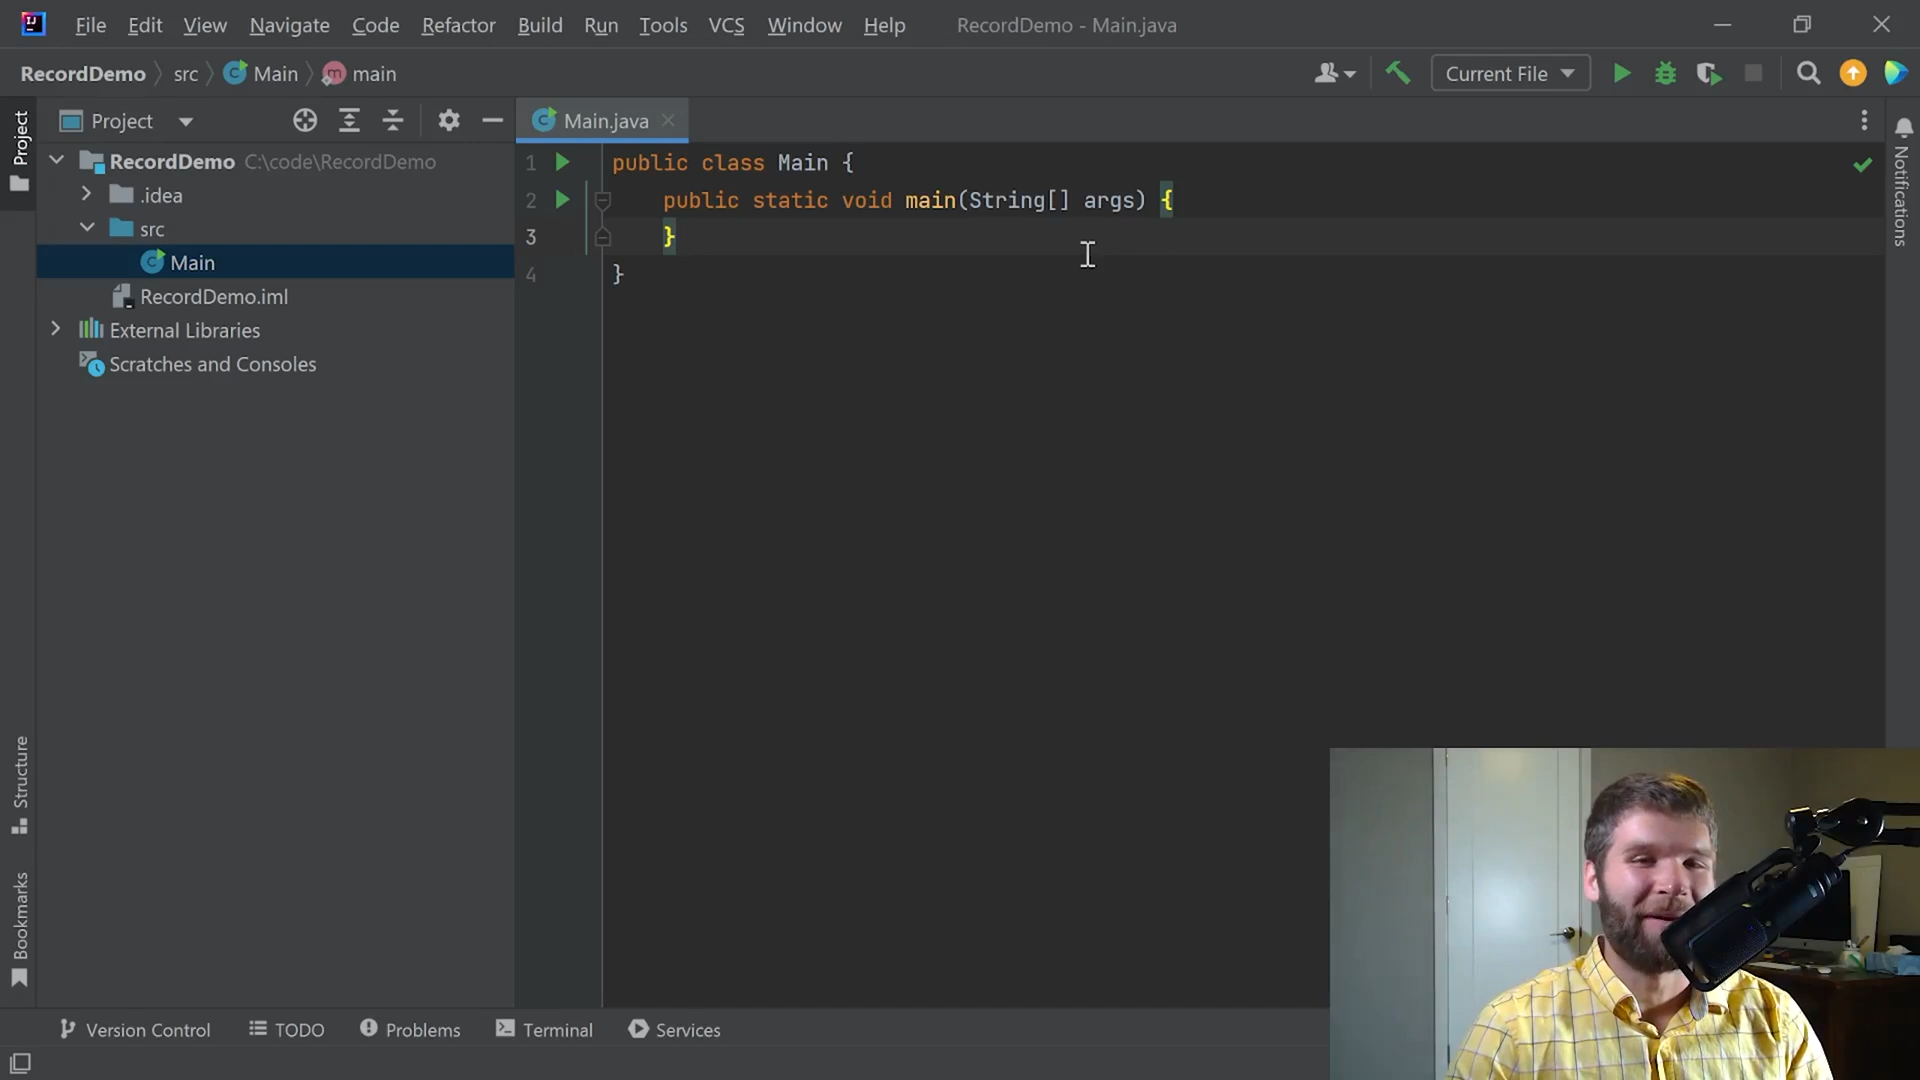 File Edit View Navigate Code Refactor Build Run Tools VCS Window Help RecordDemo - Main.java
RecordDemo src Main main Current File
Project
Project
Main.java
RecordDemo C:\code\RecordDemo
.idea
src
Main
RecordDemo.iml
External Libraries
Scratches and Consoles
1 public class Main {
2 public static void main(String[] args) {
3 }
4 }
Notifications
Structure
Bookmarks
Version Control TODO Problems Terminal Services